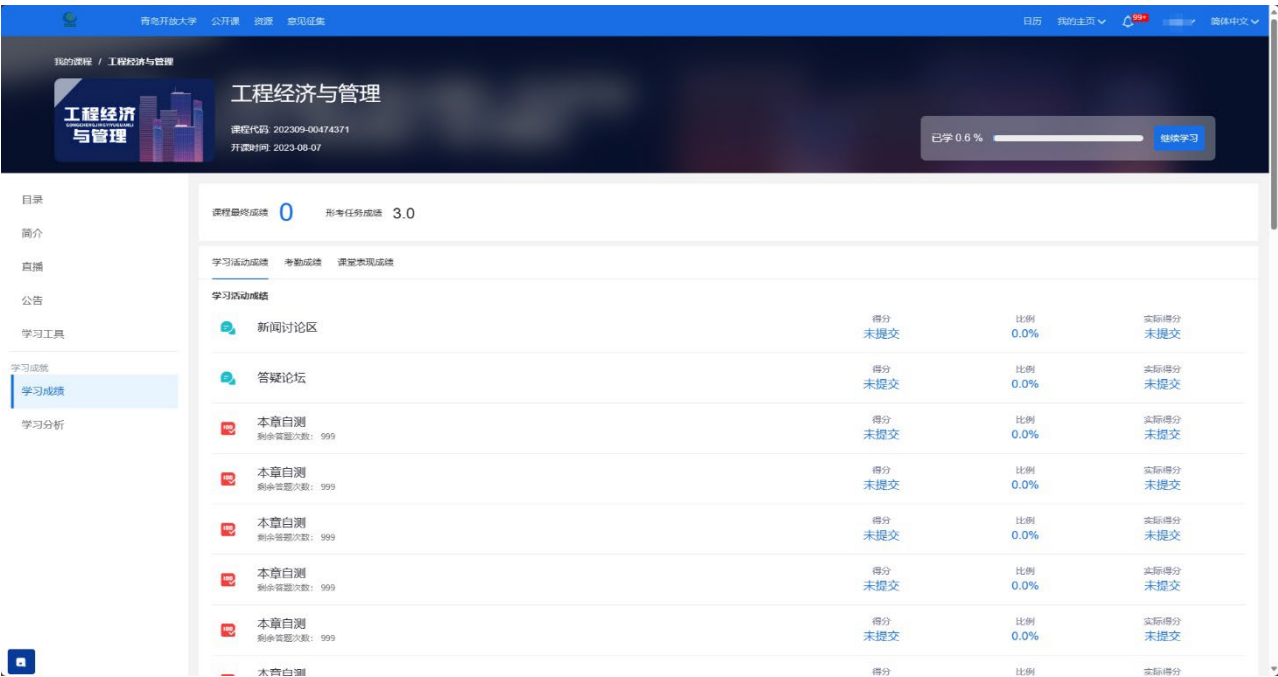 青岛开放大学 公开课 资源 意见征集 日历 我的主页 99+ 简体中文
我的课程 / 工程经济与管理
工程经济
GONGCHENGJINGJIYUGUANLI
与管理
工程经济与管理
课程代码: 202309-00474371
开课时间: 2023-08-07
已学 0.6 % 继续学习
目录
简介
直播
公告
学习工具
学习成就
学习成绩
学习分析
课程最终成绩 0 形考任务成绩 3.0
学习活动成绩 考勤成绩 课堂表现成绩
学习活动成绩
新闻讨论区 得分 比例 实际得分
未提交 0.0% 未提交
答疑论坛 得分 比例 实际得分
未提交 0.0% 未提交
本章自测 得分 比例 实际得分
剩余答题次数: 999 未提交 0.0% 未提交
本章自测 得分 比例 实际得分
剩余答题次数: 999 未提交 0.0% 未提交
本章自测 得分 比例 实际得分
剩余答题次数: 999 未提交 0.0% 未提交
本章自测 得分 比例 实际得分
剩余答题次数: 999 未提交 0.0% 未提交
本章自测 得分 比例 实际得分
剩余答题次数: 999 未提交 0.0% 未提交
本章自测 得分 比例 实际得分